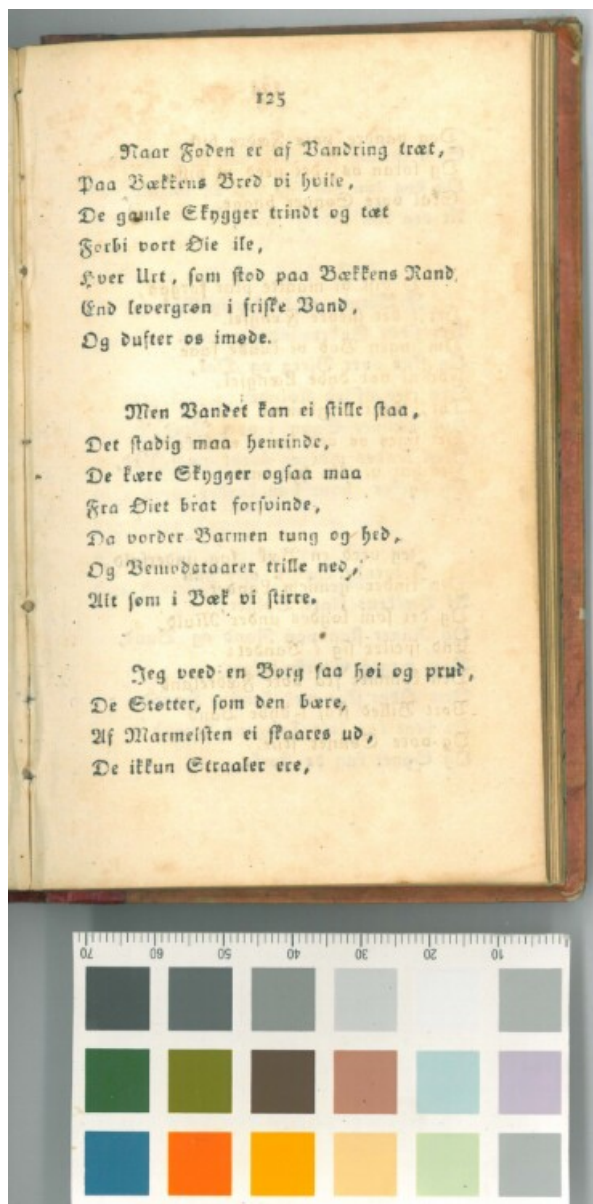 125
Naar Foden er af Vandring træt,
Paa Bækkens Bred vi hvile,
De gamle Skygger trindt og tæt
Forbi vort Øie ile,
Hver Urt, som stod paa Bækkens Rand
End levergrøn i friske Vand,
Og dufter os imøde.
Men Vandet kan ei stille staa,
Det stadig maa henrinde,
De kære Skygger ogsaa maa
Fra Øiet brat forsvinde,
Da vorder Barmen tung og hed,
Og Vemodstaarer trille ned,
Alt som i Bæk vi stirre.
Jeg veed en Borg saa høi og prud,
De Støtter, som den bære,
Af Marmelsten ei skaares ud,
De ikkun Straaler ere,
70 60 50 40 30 20 10